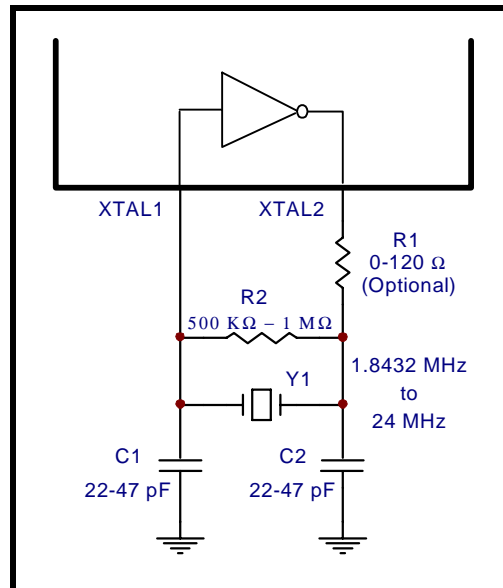 XTAL1
XTAL2
R1
0-120 Ω
(Optional)
R2
500 KΩ – 1 MΩ
Y1
1.8432 MHz
to
24 MHz
C1
22-47 pF
C2
22-47 pF